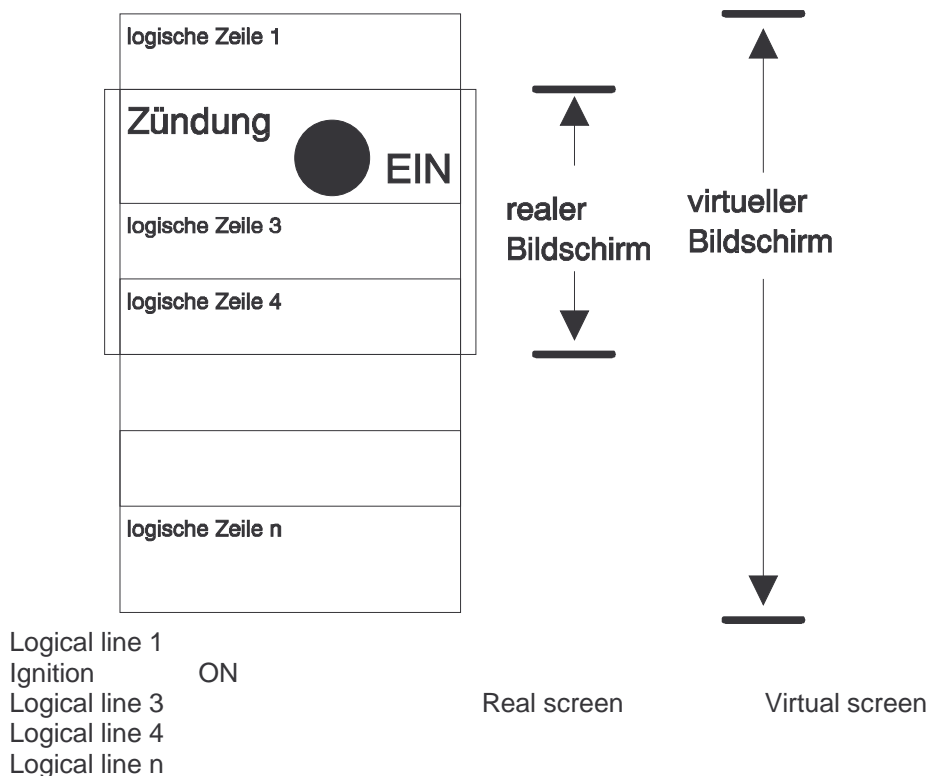 logische Zeile 1
Zündung
EIN
logische Zeile 3
logische Zeile 4
logische Zeile n
realer
Bildschirm
virtueller
Bildschirm
Logical line 1
Ignition ON
Logical line 3 Real screen Virtual screen
Logical line 4
Logical line n